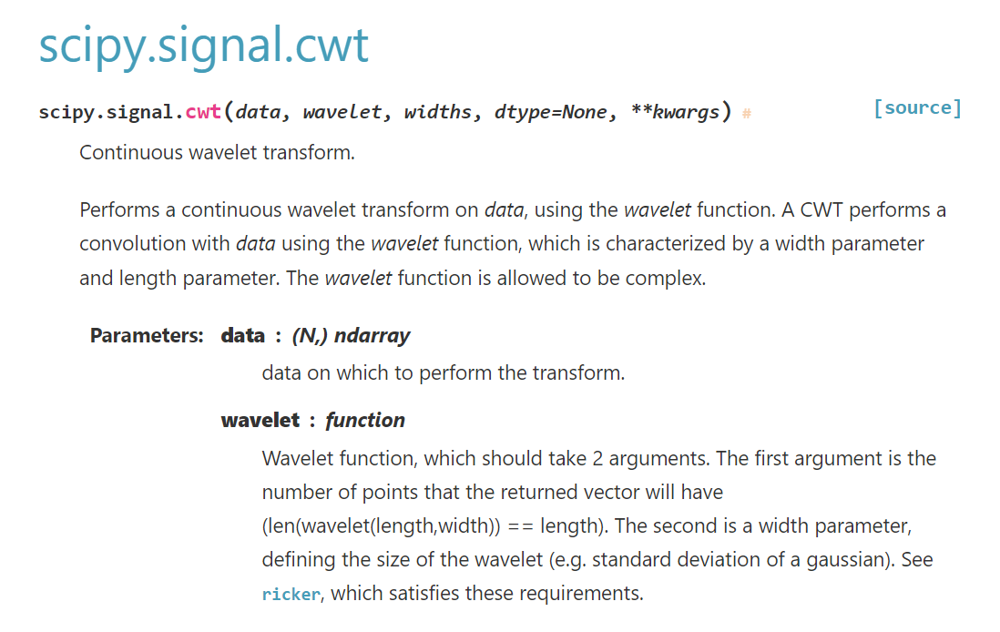 scipy.signal.cwt
scipy.signal.cwt(data, wavelet, widths, dtype=None, **kwargs) # [source]
Continuous wavelet transform.
Performs a continuous wavelet transform on data, using the wavelet function. A CWT performs a
convolution with data using the wavelet function, which is characterized by a width parameter
and length parameter. The wavelet function is allowed to be complex.
Parameters: data : (N,) ndarray
data on which to perform the transform.
wavelet : function
Wavelet function, which should take 2 arguments. The first argument is the
number of points that the returned vector will have
(len(wavelet(length,width)) == length). The second is a width parameter,
defining the size of the wavelet (e.g. standard deviation of a gaussian). See
ricker, which satisfies these requirements.